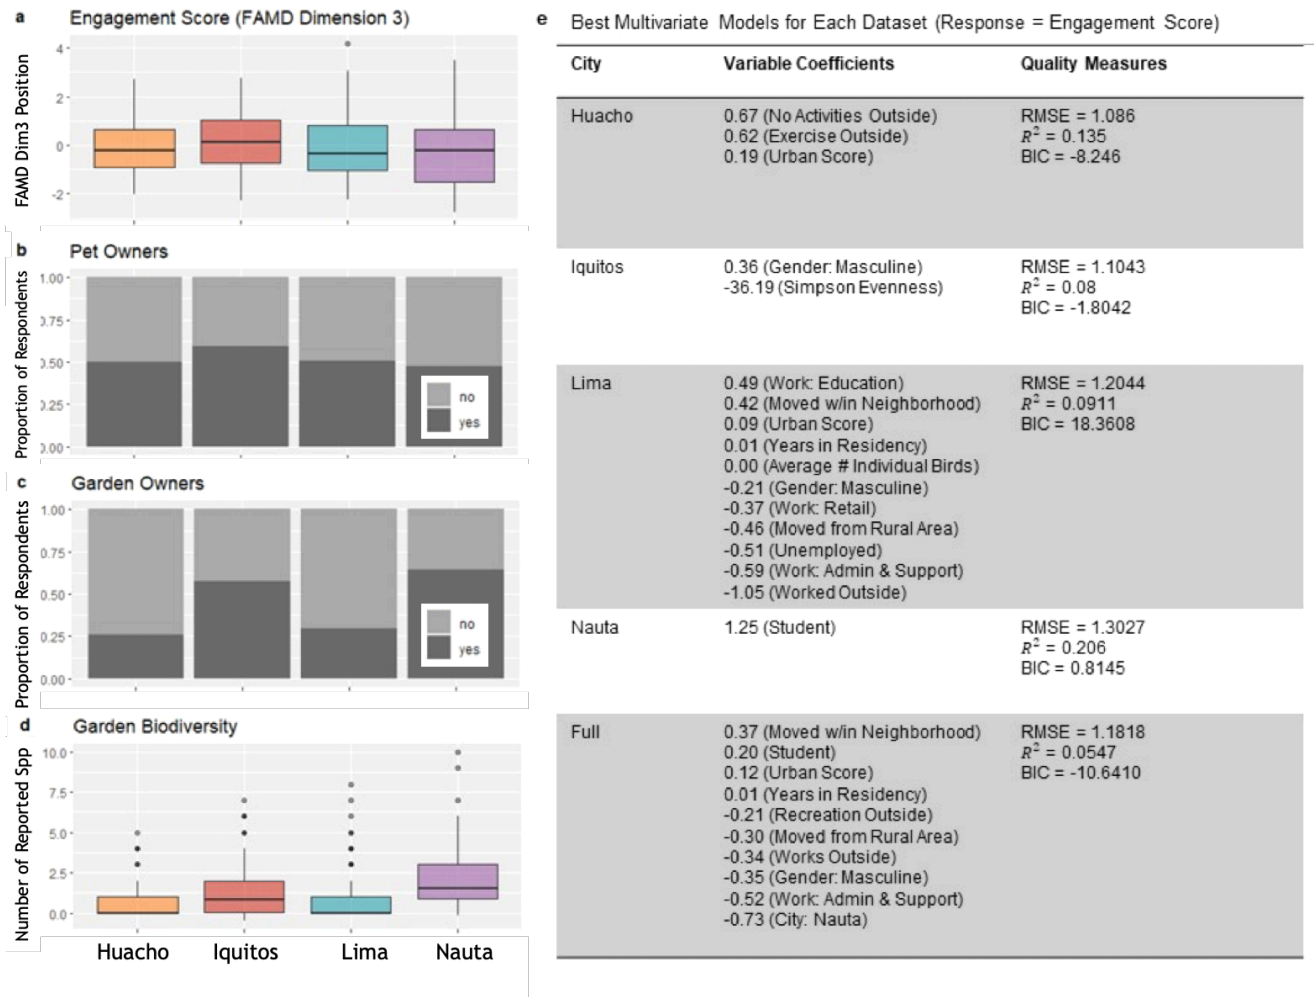 a Engagement Score (FAMD Dimension 3)
FAMD Dim3 Position
4
2
0
-2
b Pet Owners
Proportion of Respondents
1.00
0.75
0.50
0.25
0.00
no
yes
c Garden Owners
Proportion of Respondents
1.00
0.75
0.50
0.25
0.00
no
yes
d Garden Biodiversity
Number of Reported Spp
10.0
7.5
5.0
2.5
0.0
Huacho Iquitos Lima Nauta
e Best Multivariate Models for Each Dataset (Response = Engagement Score)
City Variable Coefficients Quality Measures
Huacho 0.67 (No Activities Outside) RMSE = 1.086
0.62 (Exercise Outside) R² = 0.135
0.19 (Urban Score) BIC = -8.246
Iquitos 0.36 (Gender: Masculine) RMSE = 1.1043
-36.19 (Simpson Evenness) R² = 0.08
BIC = -1.8042
Lima 0.49 (Work: Education) RMSE = 1.2044
0.42 (Moved w/in Neighborhood) R² = 0.0911
0.09 (Urban Score) BIC = 18.3608
0.01 (Years in Residency)
0.00 (Average # Individual Birds)
-0.21 (Gender: Masculine)
-0.37 (Work: Retail)
-0.46 (Moved from Rural Area)
-0.51 (Unemployed)
-0.59 (Work: Admin & Support)
-1.05 (Worked Outside)
Nauta 1.25 (Student) RMSE = 1.3027
R² = 0.206
BIC = 0.8145
Full 0.37 (Moved w/in Neighborhood) RMSE = 1.1818
0.20 (Student) R² = 0.0547
0.12 (Urban Score) BIC = -10.6410
0.01 (Years in Residency)
-0.21 (Recreation Outside)
-0.30 (Moved from Rural Area)
-0.34 (Works Outside)
-0.35 (Gender: Masculine)
-0.52 (Work: Admin & Support)
-0.73 (City: Nauta)